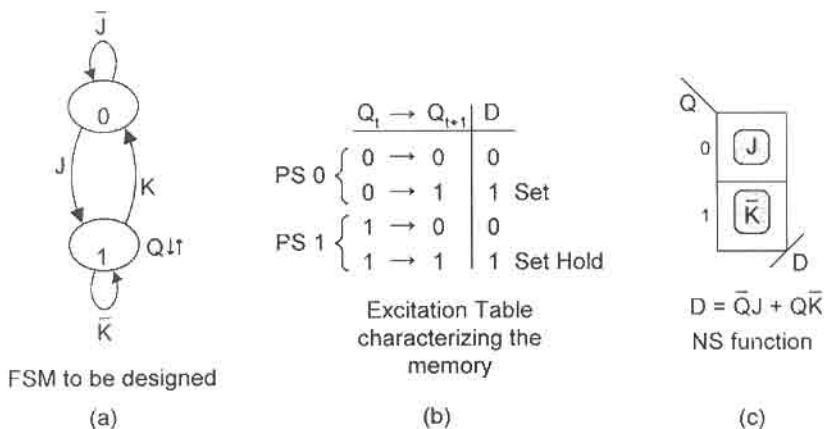 J̅
0
J
K
1
Q↓↑
K̅
FSM to be designed
(a)
Qt → Qt+1 D
PS 0
0 → 0 0
0 → 1 1 Set
PS 1
1 → 0 0
1 → 1 1 Set Hold
Excitation Table
characterizing the
memory
(b)
Q
0 J
1 K̅
D
D = Q̅J + QK̅
NS function
(c)